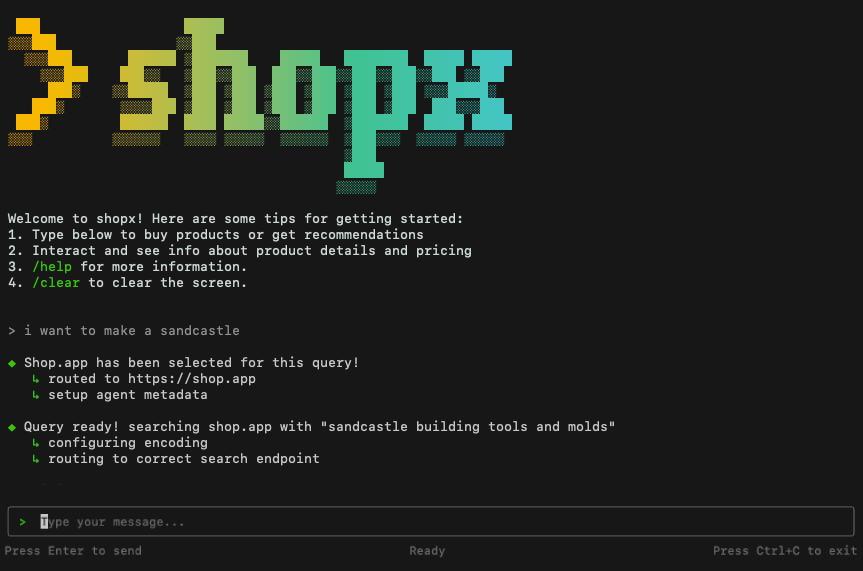 > shopx
Welcome to shopx! Here are some tips for getting started:
1. Type below to buy products or get recommendations
2. Interact and see info about product details and pricing
3. /help for more information.
4. /clear to clear the screen.
> i want to make a sandcastle
◆ Shop.app has been selected for this query!
↳ routed to https://shop.app
↳ setup agent metadata
◆ Query ready! searching shop.app with "sandcastle building tools and molds"
↳ configuring encoding
↳ routing to correct search endpoint
> Type your message...
Press Enter to send
Ready
Press Ctrl+C to exit